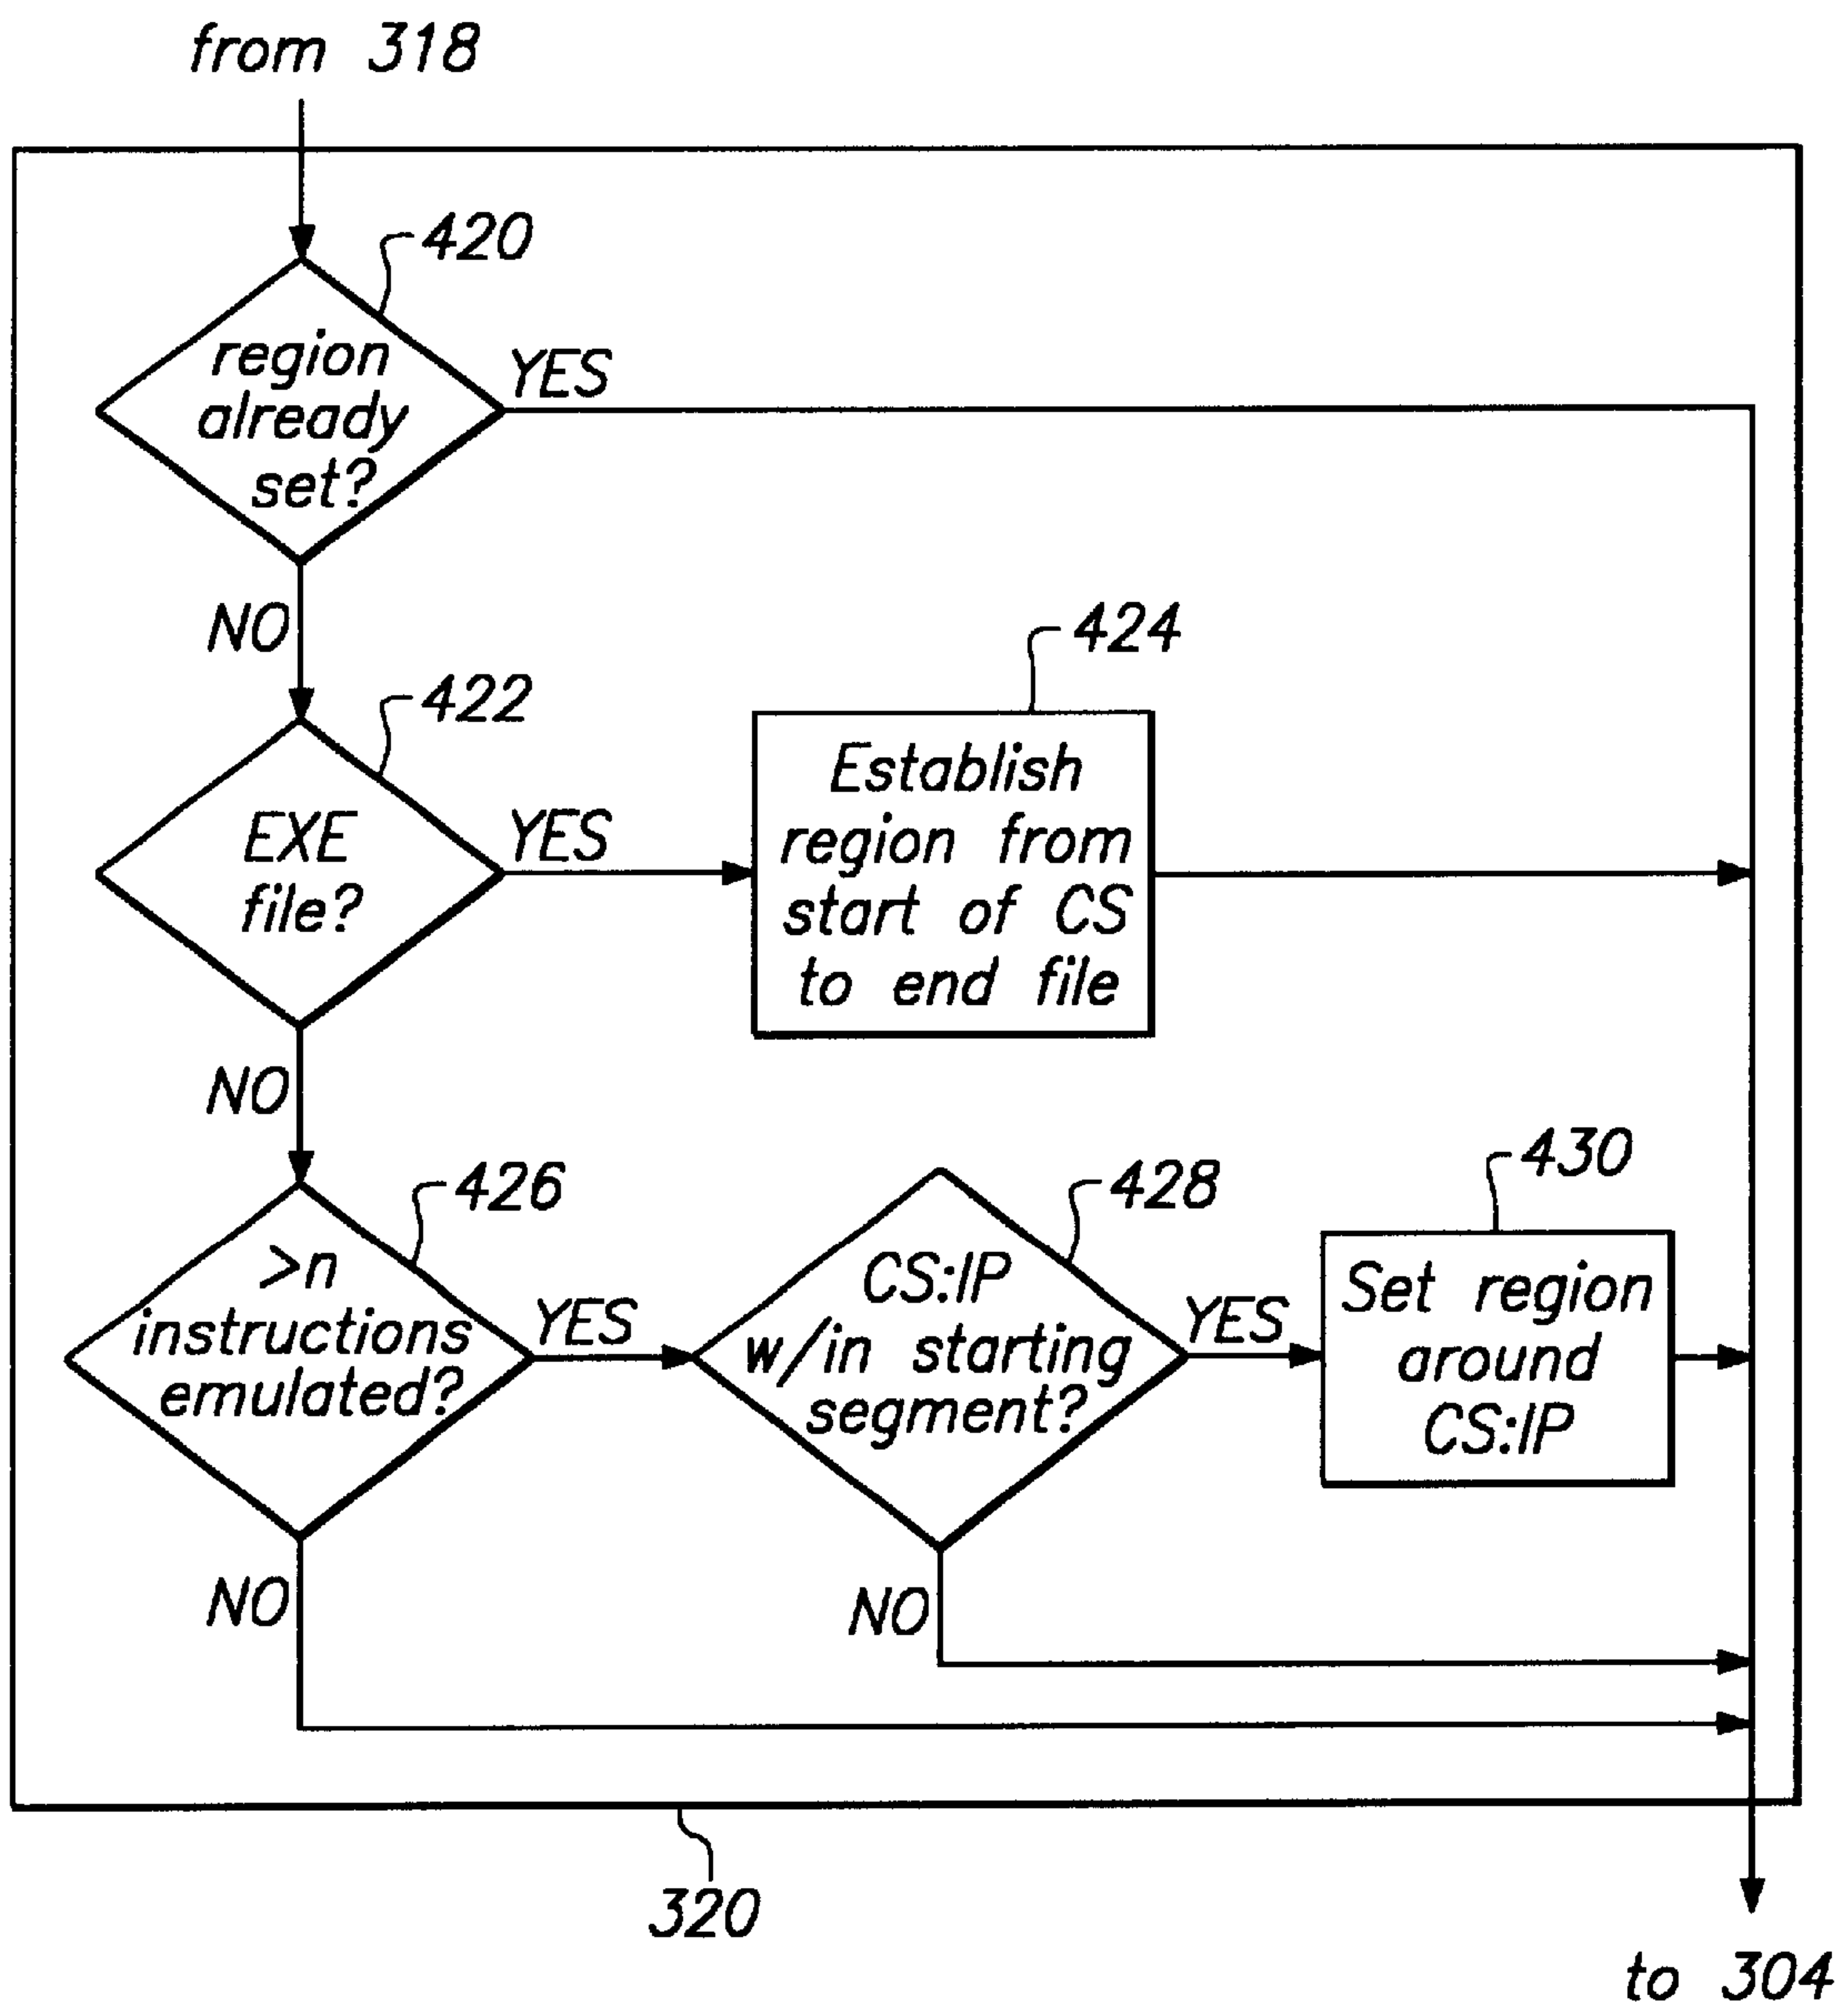 from 318
420
region
already
set?
YES
NO
422
EXE
file?
YES
424
Establish
region from
start of CS
to end file
NO
426
>n
instructions
emulated?
YES
428
CS:IP
w/in starting
segment?
YES
430
Set region
around
CS:IP
NO
NO
320
to 304